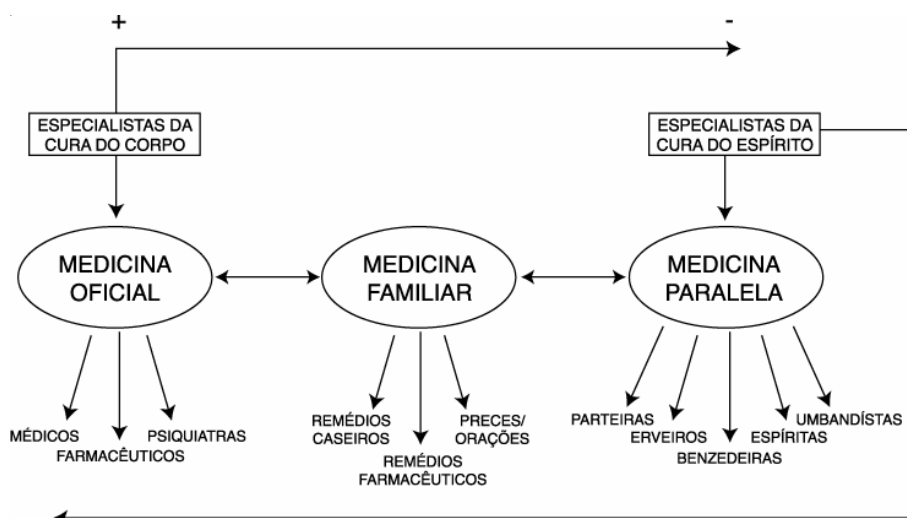 +
-
ESPECIALISTAS DA
CURA DO CORPO
ESPECIALISTAS DA
CURA DO ESPÍRITO
MEDICINA
OFICIAL
MEDICINA
FAMILIAR
MEDICINA
PARALELA
MÉDICOS
FARMACÊUTICOS
PSIQUIATRAS
REMÉDIOS
CASEIROS
REMÉDIOS
FARMACÊUTICOS
PRECES/
ORAÇÕES
PARTEIRAS
ERVEIROS
BENZEDEIRAS
ESPÍRITAS
UMBANDÍSTAS